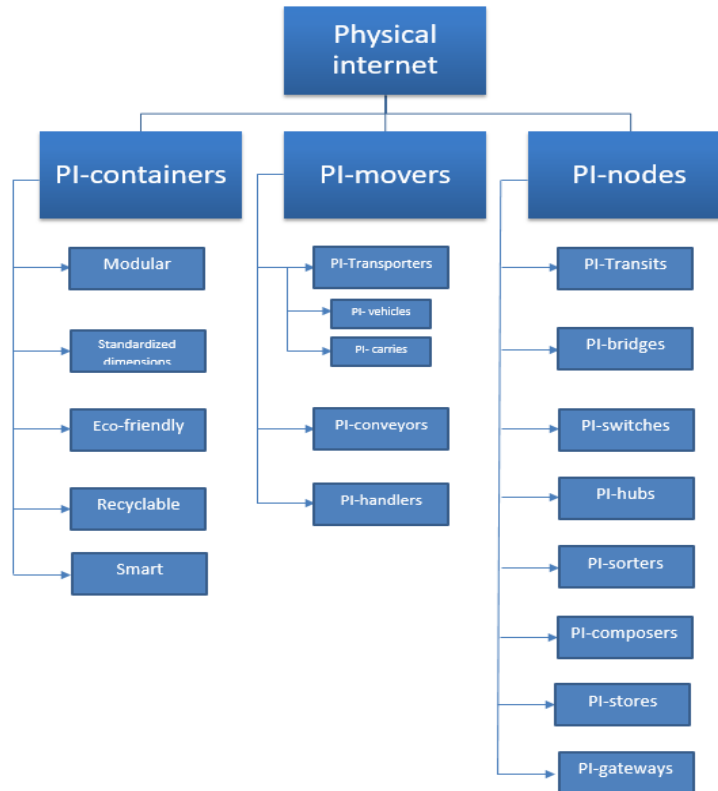 Physical
internet
PI-containers
PI-movers
PI-nodes
Modular
Standardized
dimensions
Eco-friendly
Recyclable
Smart
PI-Transporters
PI- vehicles
PI- carries
PI-conveyors
PI-handlers
PI-Transits
PI-bridges
PI-switches
PI-hubs
PI-sorters
PI-composers
PI-stores
PI-gateways